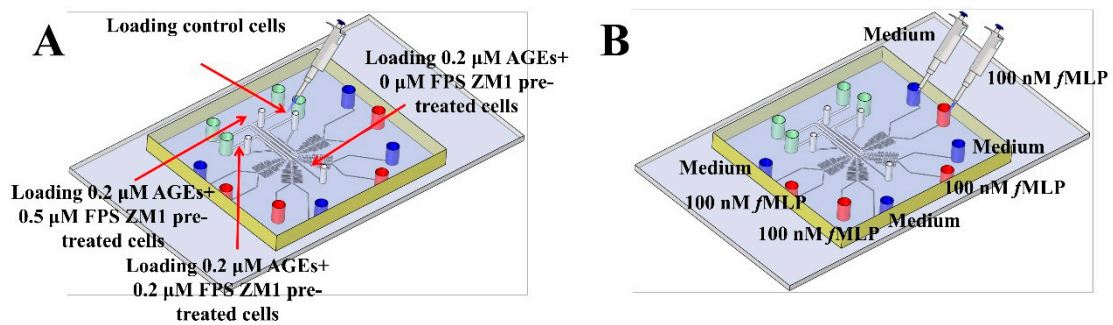 A
Loading control cells
Loading 0.2 μM AGEs+
0 μM FPS ZM1 pre-
treated cells
Loading 0.2 μM AGEs+
0.5 μM FPS ZM1 pre-
treated cells
Loading 0.2 μM AGEs+
0.2 μM FPS ZM1 pre-
treated cells
B
Medium
100 nM fMLP
Medium
100 nM fMLP
Medium
100 nM fMLP
Medium
100 nM fMLP